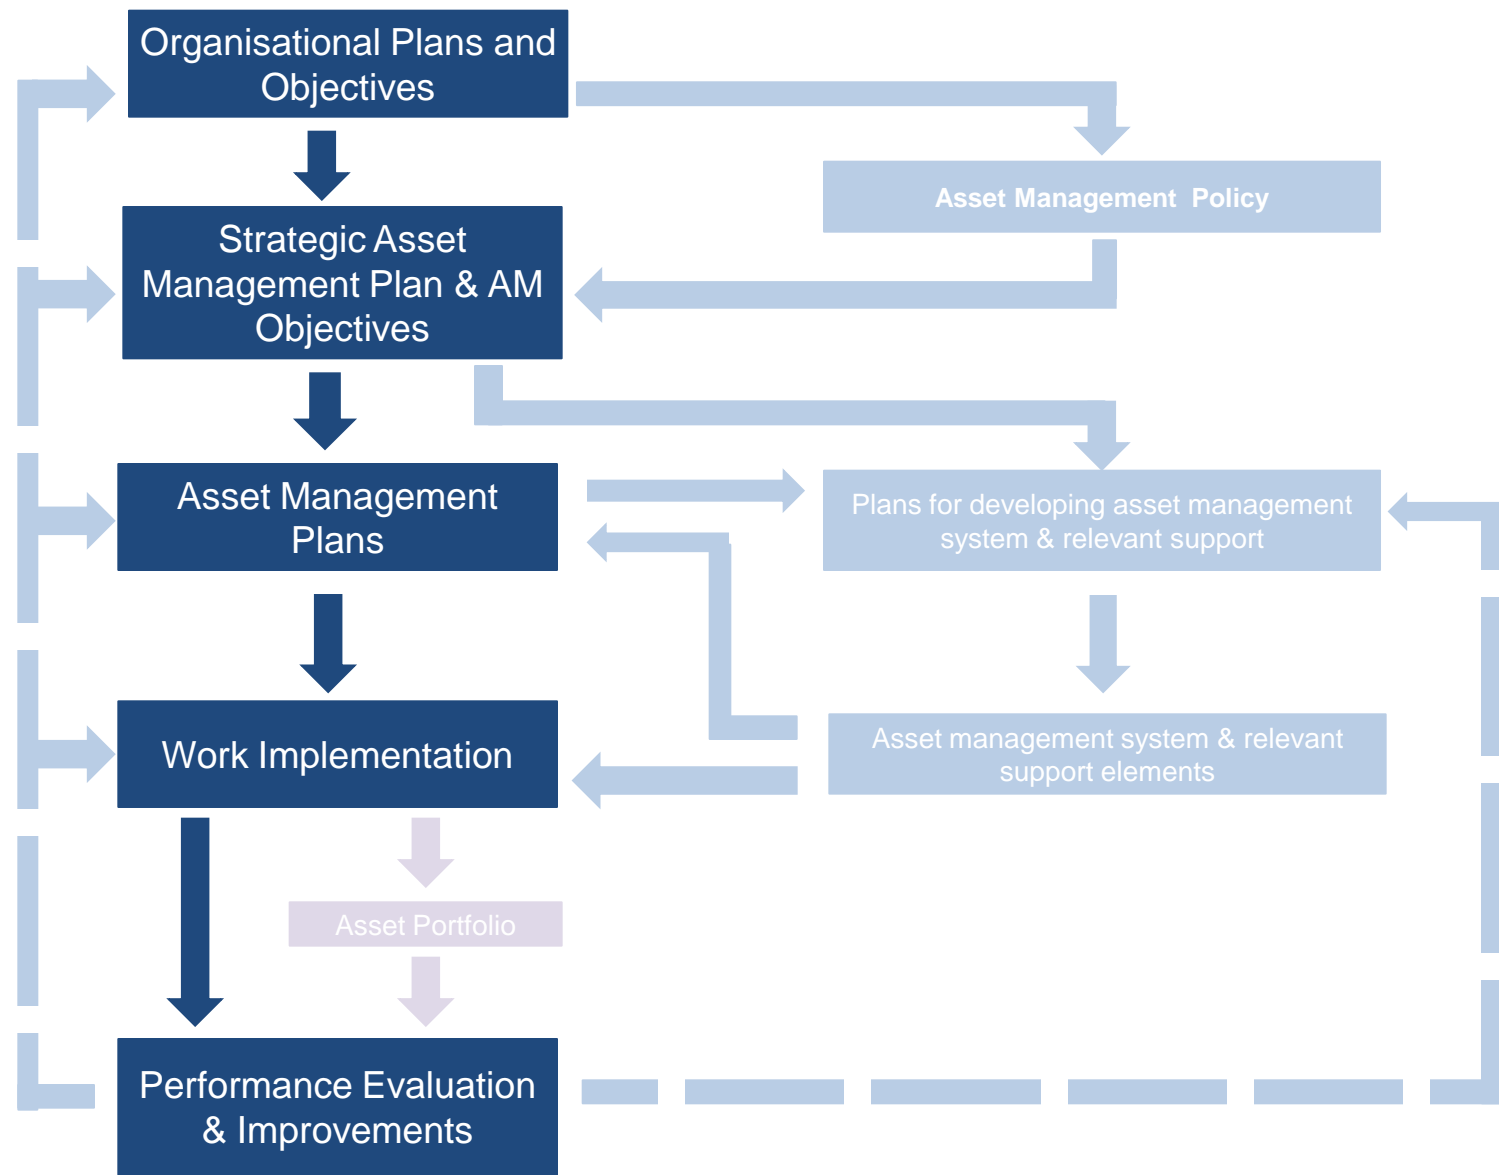 Organisational Plans and
Objectives
Asset Management Policy
Strategic Asset
Management Plan & AM
Objectives
Asset Management
Plans
Plans for developing asset management
system & relevant support
Work Implementation
Asset management system & relevant
support elements
Asset Portfolio
Performance Evaluation
& Improvements